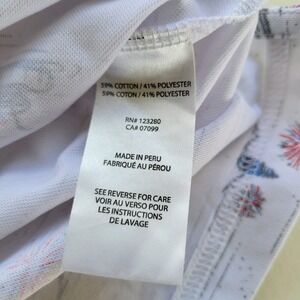 59% COTTON / 41% POLYESTER
59% COTON / 41% POLYESTER
RN# 123280
CA# 07099
MADE IN PERU
FABRIQUÉ AU PÉROU
SEE REVERSE FOR CARE
VOIR AU VERSO POUR
LES INSTRUCTIONS
DE LAVAGE